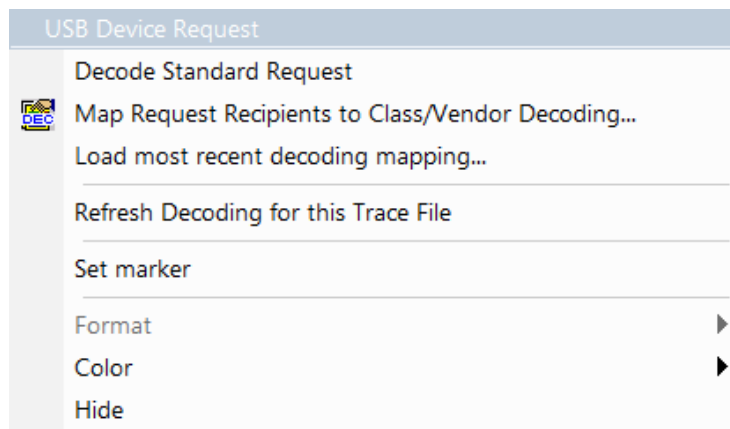 USB Device Request
Decode Standard Request
DEC
Map Request Recipients to Class/Vendor Decoding...
Load most recent decoding mapping...
Refresh Decoding for this Trace File
Set marker
Format
Color
Hide